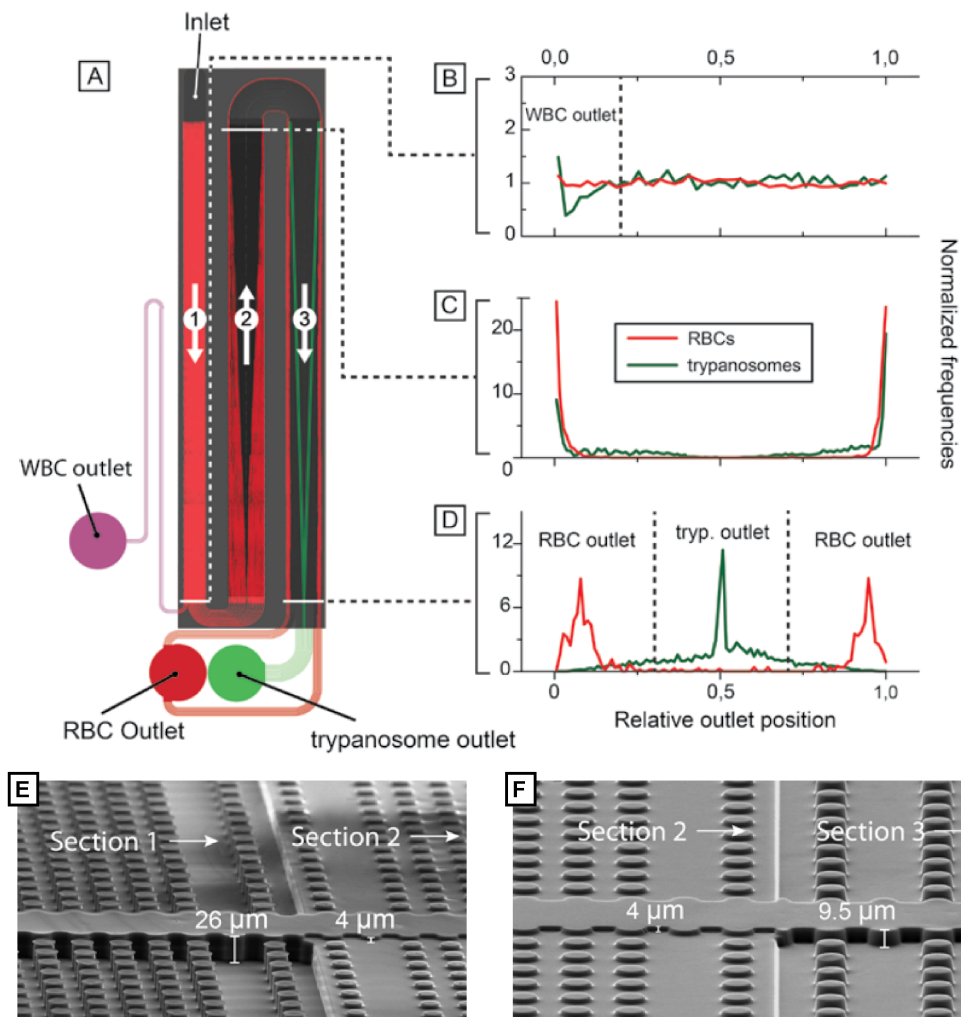 Inlet
A
1
2
3
WBC outlet
RBC Outlet
trypanosome outlet
0,0
0,5
1,0
B
3
2
1
0
WBC outlet
C
20
10
0
RBCs
trypanosomes
D
12
6
0
RBC outlet
tryp. outlet
RBC outlet
0
0,5
1,0
Relative outlet position
Normalized frequencies
E
Section 1
Section 2
26 μm
4 μm
F
Section 2
Section 3
4 μm
9.5 μm